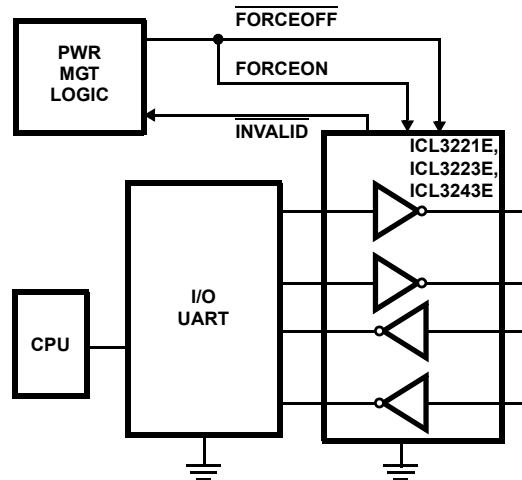 FORCEOFF
PWR
MGT
LOGIC
FORCEON
INVALID
ICL3221E,
ICL3223E,
ICL3243E
I/O
UART
CPU